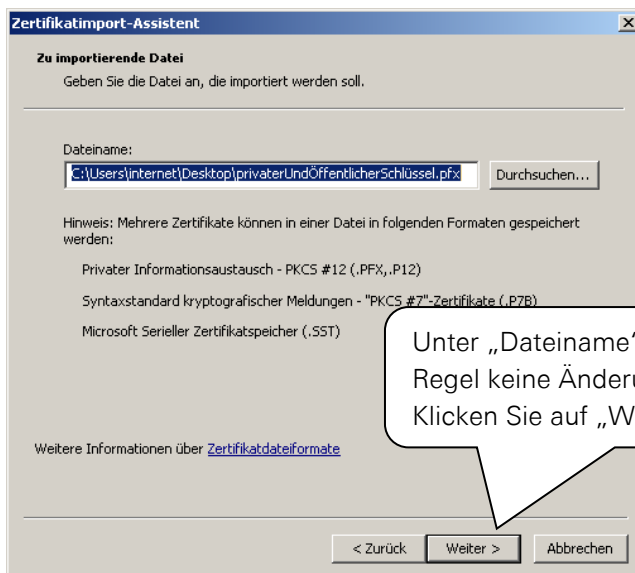 Zertifikatimport-Assistent
Zu importierende Datei
Geben Sie die Datei an, die importiert werden soll.
Dateiname:
C:\Users\internet\Desktop\privaterUndÖffentlicherSchlüssel.pfx
Durchsuchen...
Hinweis: Mehrere Zertifikate können in einer Datei in folgenden Formaten gespeichert
werden:
Privater Informationsaustausch - PKCS #12 (.PFX,.P12)
Syntaxstandard kryptografischer Meldungen - "PKCS #7"-Zertifikate (.P7B)
Microsoft Serieller Zertifikatspeicher (.SST)
Unter „Dateiname“
Regel keine
Klicken Sie auf
Weitere Informationen über Zertifikatdateiformate
< Zurück
Weiter >
Abbrechen